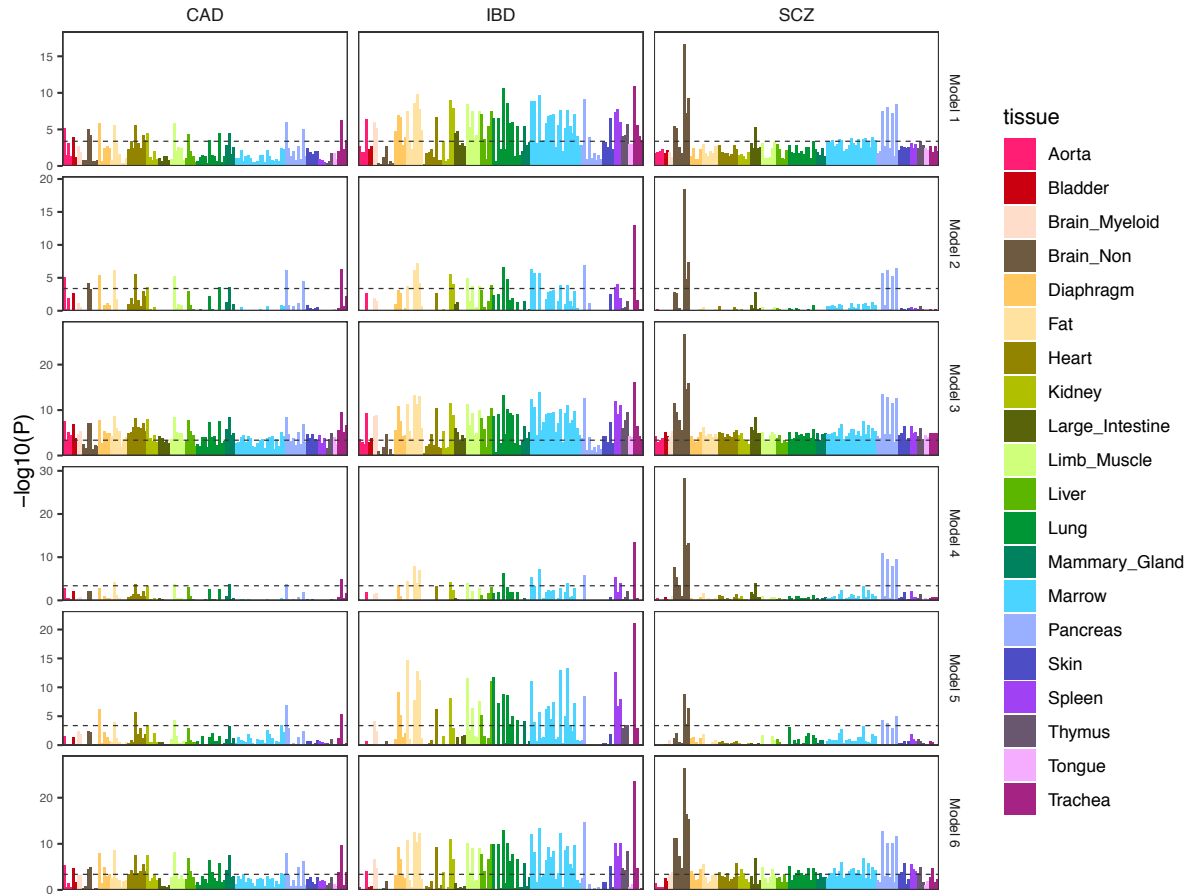 CAD IBD SCZ
−log10(P)
15
10
5
0
Model 1
20
15
10
5
0
Model 2
20
10
0
Model 3
30
20
10
0
Model 4
20
15
10
5
0
Model 5
20
10
0
Model 6
tissue
Aorta
Bladder
Brain_Myeloid
Brain_Non
Diaphragm
Fat
Heart
Kidney
Large_Intestine
Limb_Muscle
Liver
Lung
Mammary_Gland
Marrow
Pancreas
Skin
Spleen
Thymus
Tongue
Trachea